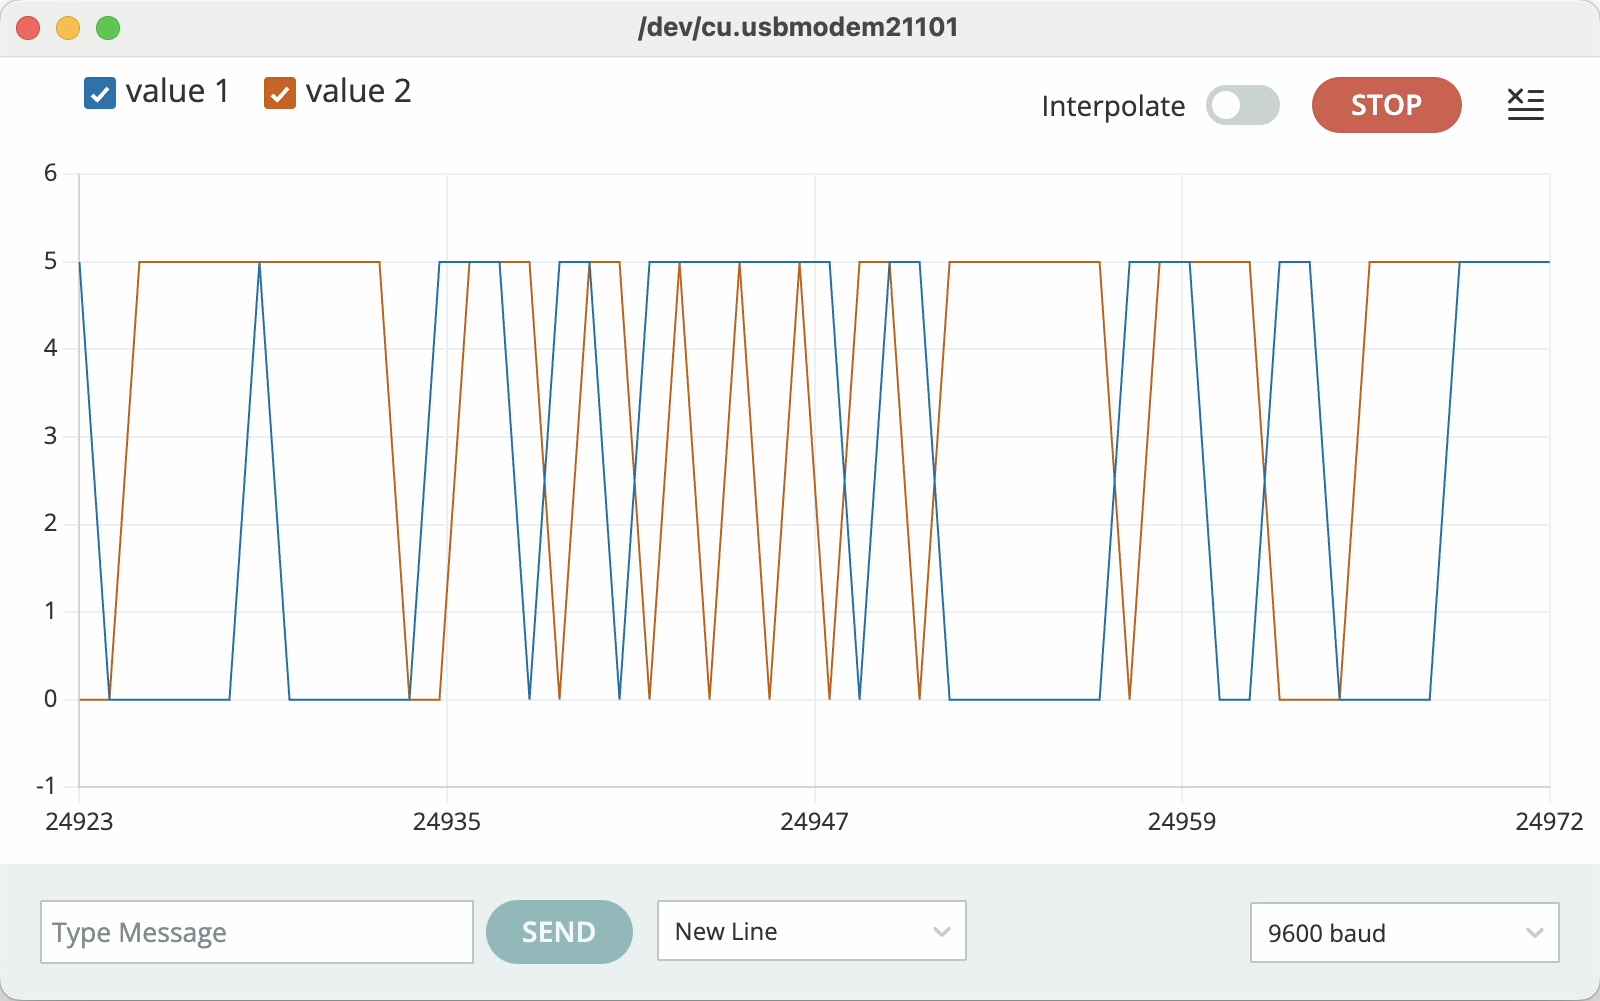 /dev/cu.usbmodem21101
value 1 value 2
Interpolate STOP
6
5
4
3
2
1
0
-1
24923 24935 24947 24959 24972
Type Message SEND New Line 9600 baud